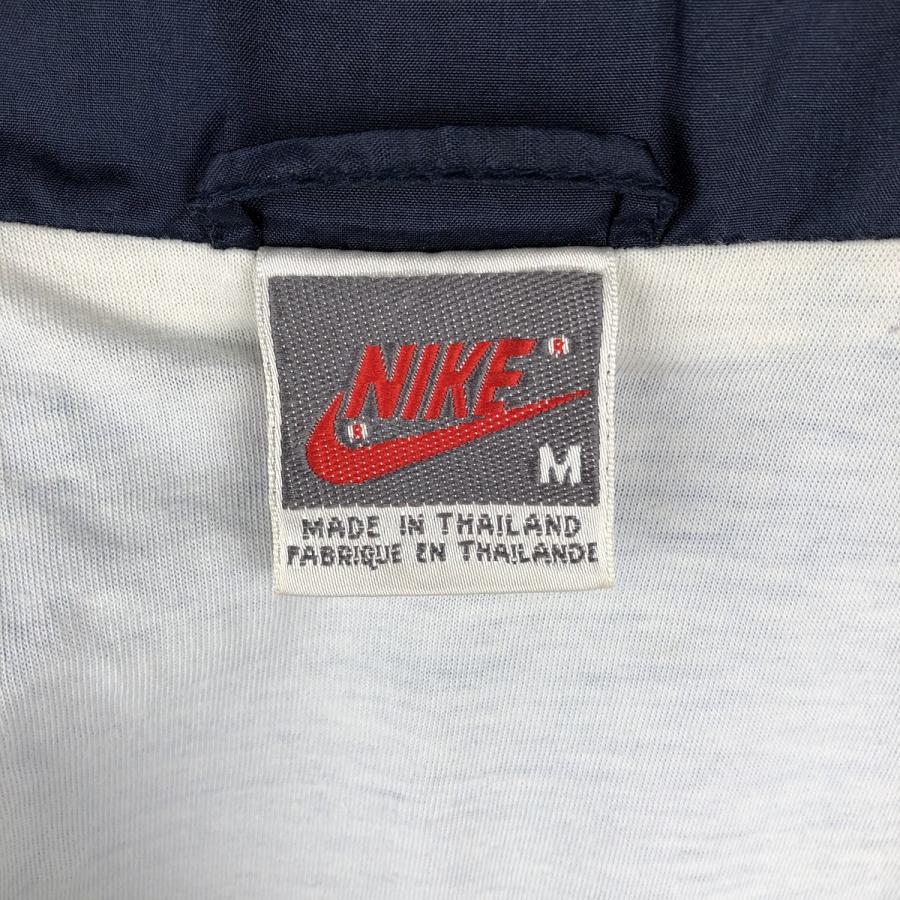 NIKE ®
®
M
MADE IN THAILAND
FABRIQUE EN THAILANDE